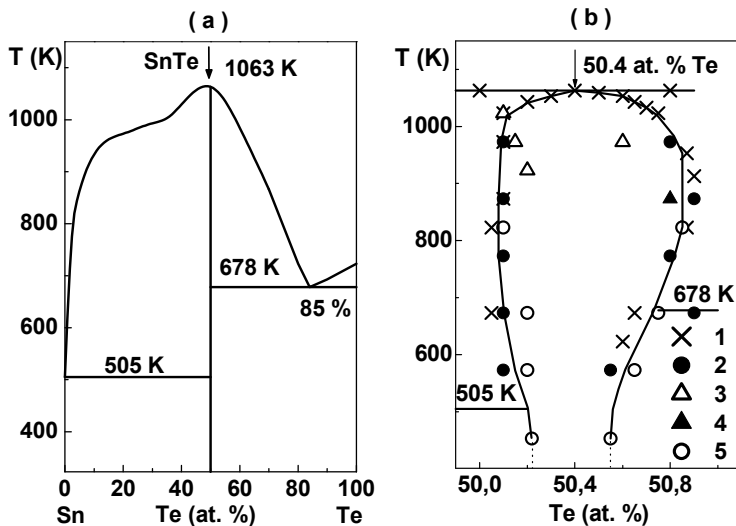 ( a )
T (K)
SnTe
1063 K
1000
800
600
400
678 K
85 %
505 K
0
20
40
60
80
100
Sn
Te (at. %)
Te
( b )
T (K)
50.4 at. % Te
1000
800
600
678 K
505 K
1
2
3
4
5
50,0
50,4
50,8
Te (at. %)